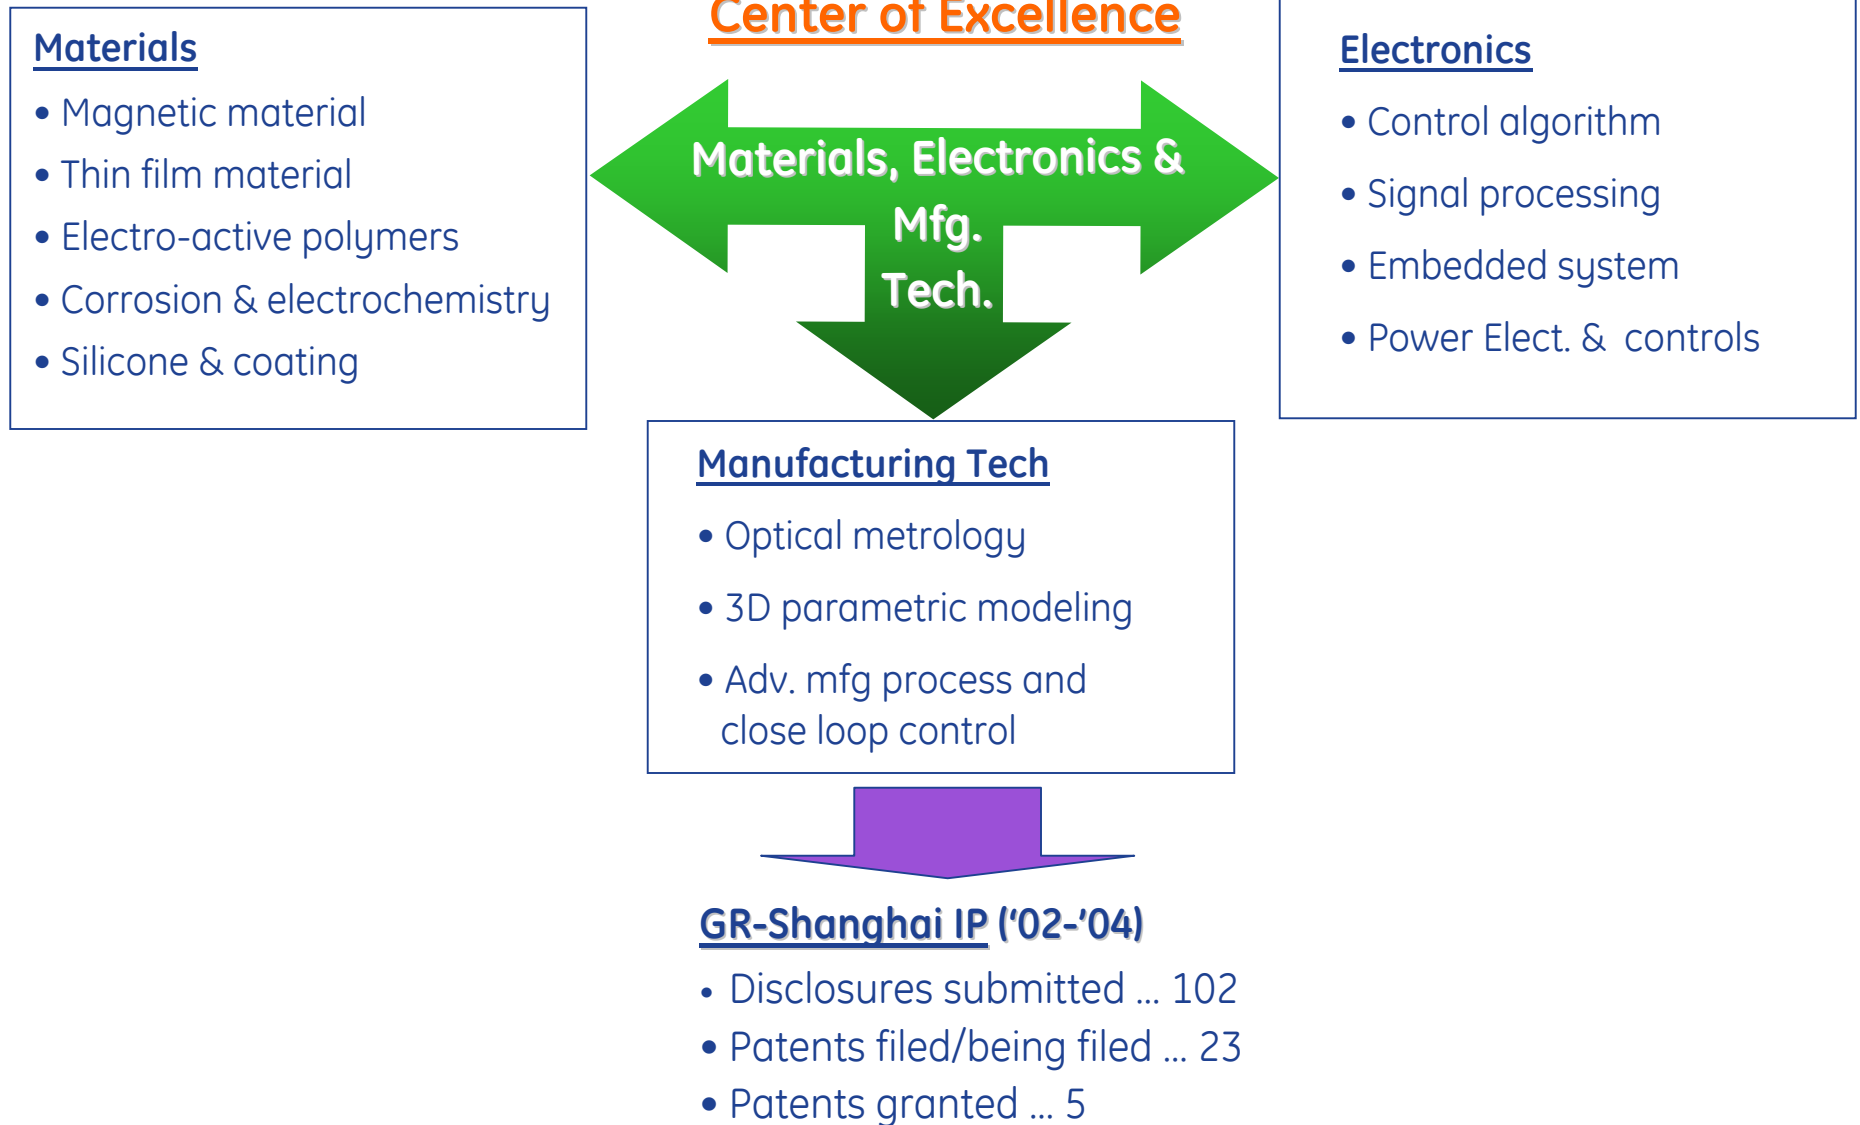 Center of Excellence
Materials
• Magnetic material
• Thin film material
• Electro-active polymers
• Corrosion & electrochemistry
• Silicone & coating
Materials, Electronics &
Mfg.
Tech.
Electronics
• Control algorithm
• Signal processing
• Embedded system
• Power Elect. & controls
Manufacturing Tech
• Optical metrology
• 3D parametric modeling
• Adv. mfg process and
close loop control
GR-Shanghai IP (‘02-’04)
• Disclosures submitted ... 102
• Patents filed/being filed ... 23
• Patents granted ... 5